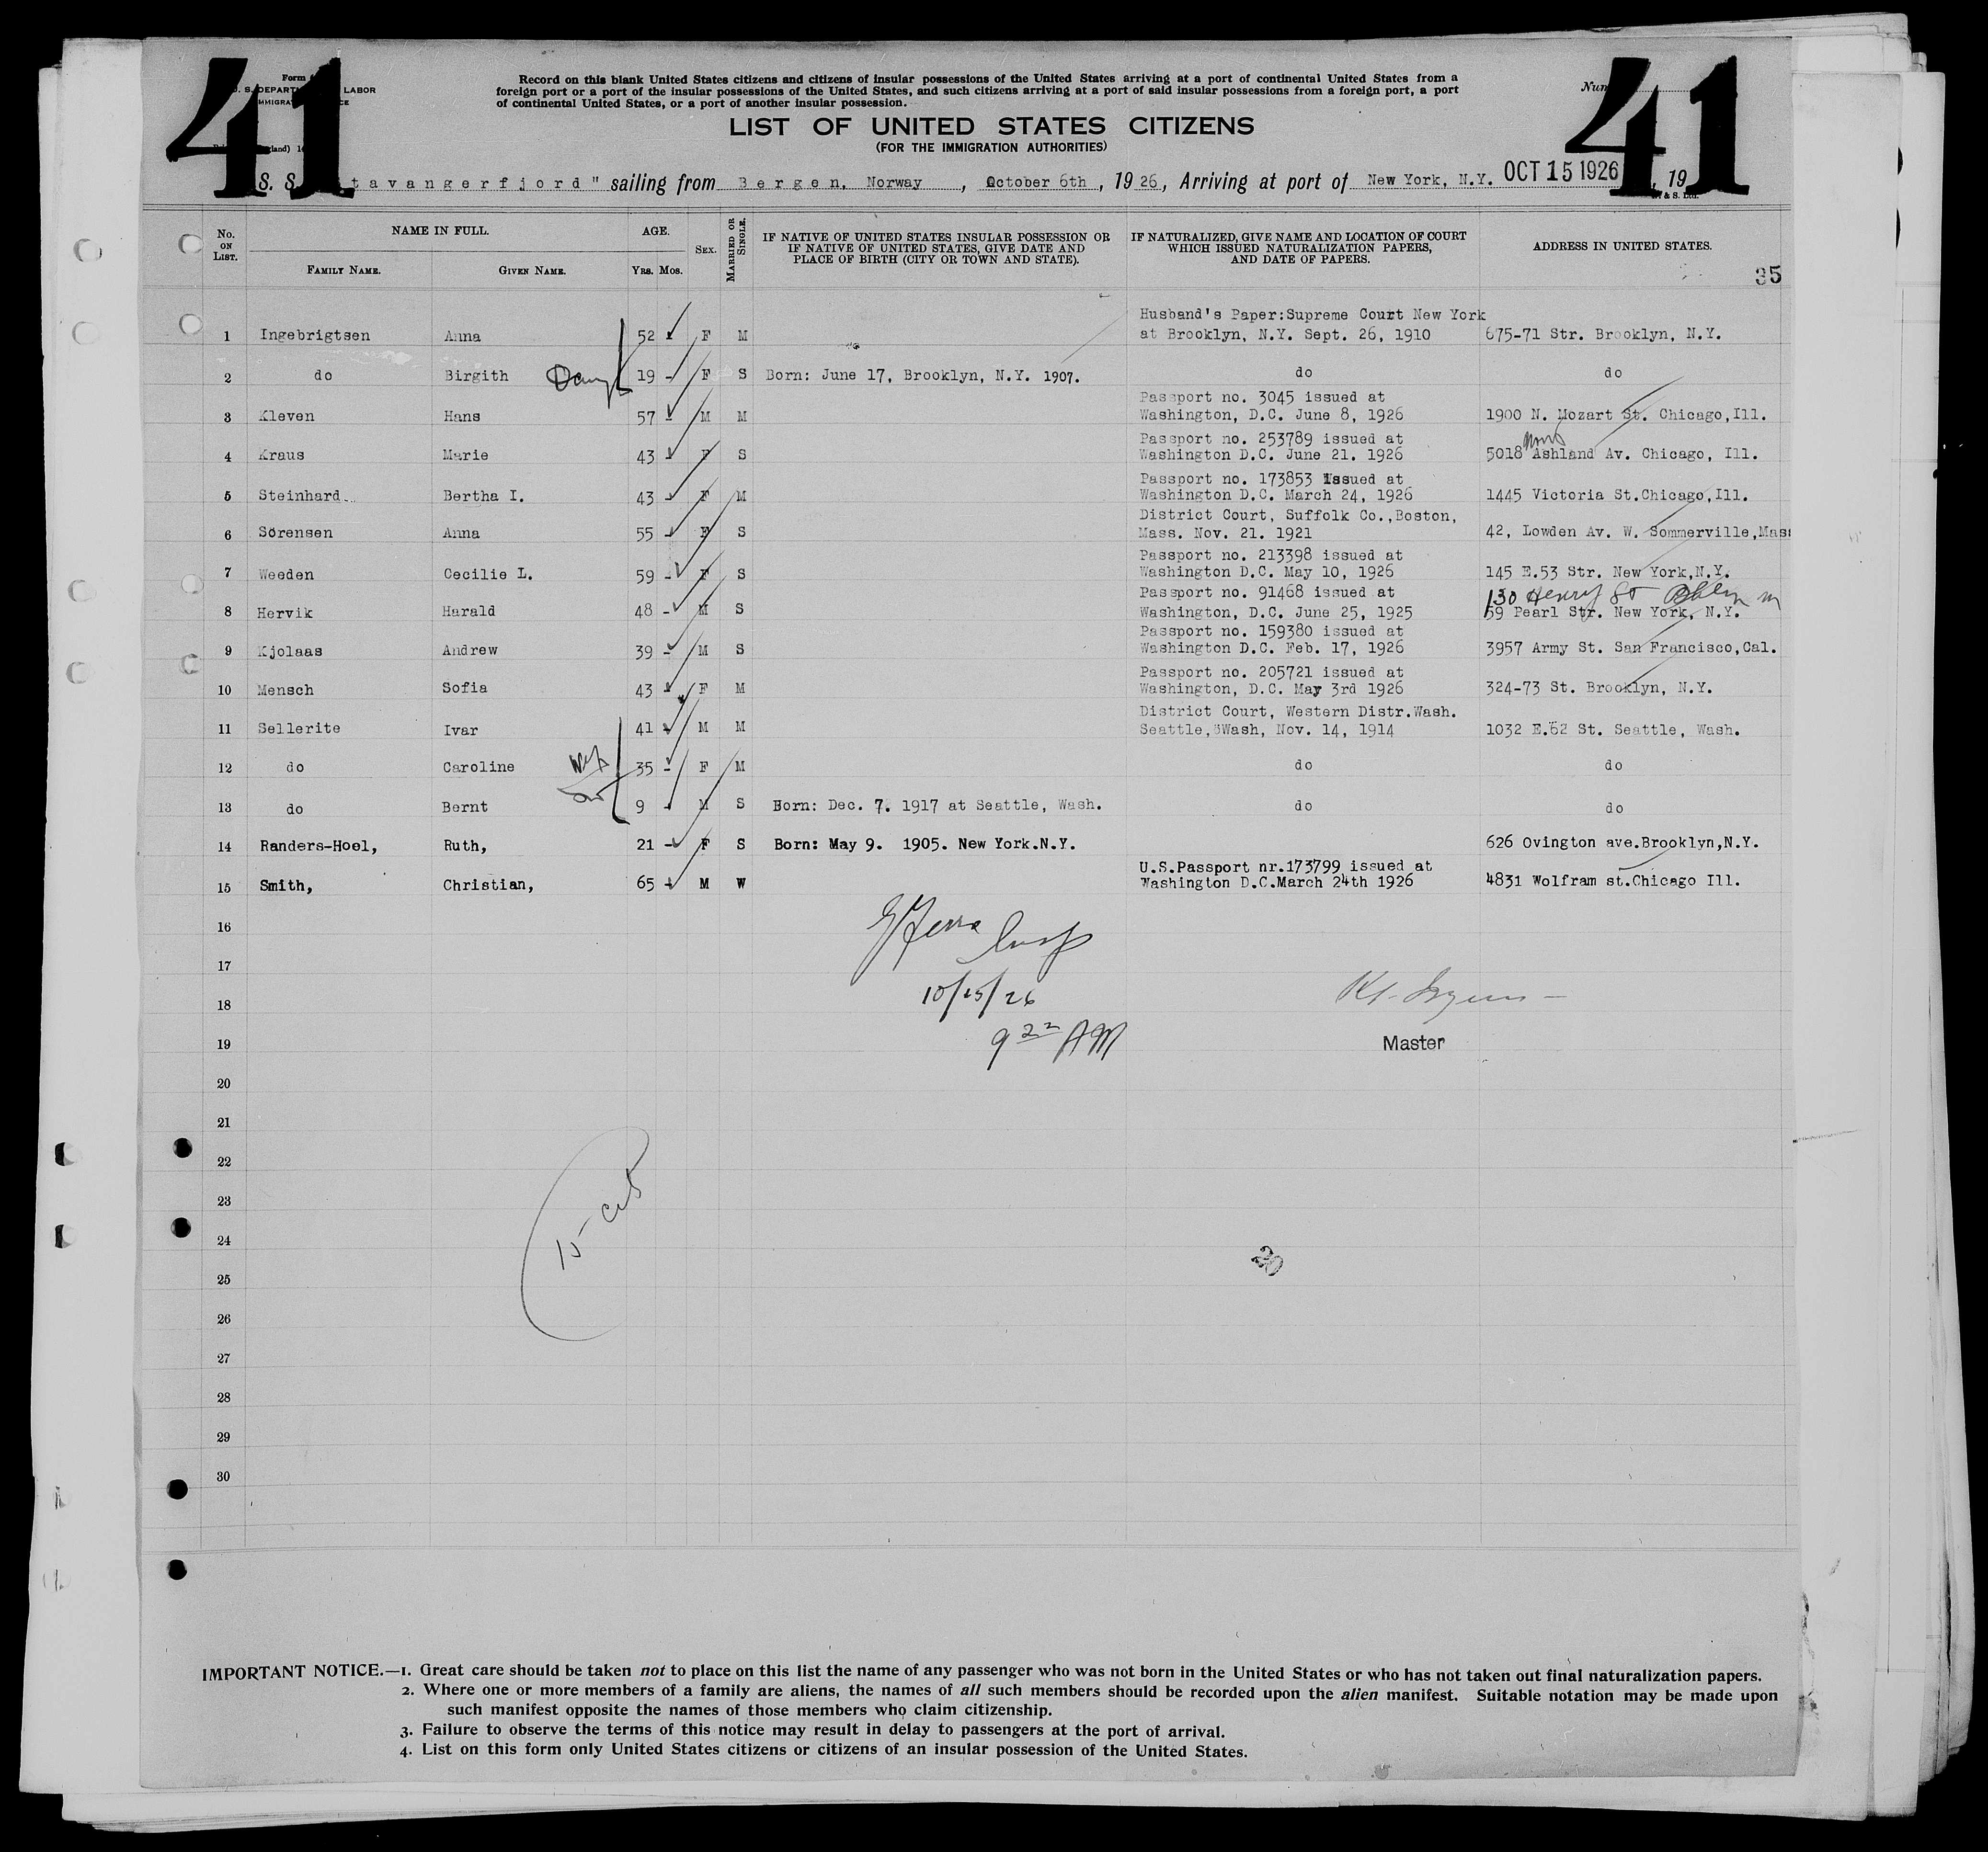 41
41
Form
U. S. DEPARTM LABOR
IMMIGRAT CE
Record on this blank United States citizens and citizens of insular possessions of the United States arriving at a port of continental United States from a
foreign port or a port of the insular possessions of the United States, and such citizens arriving at a port of said insular possessions from a foreign port, a port
of continental United States, or a port of another insular possession.
LIST OF UNITED STATES CITIZENS
(FOR THE IMMIGRATION AUTHORITIES)
S. S. tavangerfjord" sailing from Bergen, Norway, October 6th, 1926, Arriving at port of New York, N.Y. OCT 15 1926, 19
No. ON LIST. NAME IN FULL. AGE. SEX. MARRIED OR SINGLE. IF NATIVE OF UNITED STATES INSULAR POSSESSION OR IF NATIVE OF UNITED STATES, GIVE DATE AND PLACE OF BIRTH (CITY OR TOWN AND STATE). IF NATURALIZED, GIVE NAME AND LOCATION OF COURT WHICH ISSUED NATURALIZATION PAPERS, AND DATE OF PAPERS. ADDRESS IN UNITED STATES.
FAMILY NAME. GIVEN NAME. YRS. MOS.
35
Husband's Paper:Supreme Court New York
1 Ingebrigtsen Anna 52 F M at Brooklyn, N.Y. Sept. 26, 1910 675-71 Str. Brooklyn, N.Y.
2 do Birgith Daug 19 - F S Born: June 17, Brooklyn, N.Y. 1907. do do
Passport no. 3045 issued at
3 Kleven Hans 57 - M M Washington, D.C. June 8, 1926 1900 N. Mozart St. Chicago,Ill.
Passport no. 253789 issued at
4 Kraus Marie 43 - F S Washington D.C. June 21. 1926 5018 Ashland Av. Chicago, Ill.
Passport no. 173853 Issued at
5 Steinhard Bertha I. 43 - F M Washington D.C. March 24, 1926 1445 Victoria St.Chicago,Ill.
District Court, Suffolk Co.,Boston,
6 Sörensen Anna 55 - F S Mass. Nov. 21. 1921 42, Lowden Av. W. Sommerville,Mas
Passport no. 213398 issued at
7 Weeden Cecilie L. 59 - F S Washington D.C. May 10, 1926 145 E.53 Str. New York,N.Y.
Passport no. 91468 issued at 130 Henry St
8 Hervik Harald 48 - M S Washington, D.C. June 25, 1925 59 Pearl Str. New York, N.Y.
Passport no. 159380 issued at
9 Kjolaas Andrew 39 - M S Washington D.C. Feb. 17, 1926 3957 Army St. San Francisco,Cal.
Passport no. 205721 issued at
10 Mensch Sofia 43 - F M Washington, D.C. May 3rd 1926 324-73 St. Brooklyn, N.Y.
District Court, Western Distr.Wash.
11 Sellerite Ivar 41 - M M Seattle, Wash, Nov. 14, 1914 1032 E.62 St. Seattle, Wash.
12 do Caroline Wife 35 - F M do do
13 do Bernt Son 9 - M S Born: Dec. 7. 1917 at Seattle, Wash. do do
14 Randers-Hoel, Ruth, 21 - F S Born: May 9. 1905. New York.N.Y. 626 Ovington ave.Brooklyn,N.Y.
U.S.Passport nr.173799 issued at
15 Smith, Christian, 65 - M W Washington D.C.March 24th 1926 4831 Wolfram st.Chicago Ill.
16
Insp
17
18 10/15/26
19 9 22 AM Master
20
21
22
23
24 15
20
25
26
27
28
29
30
IMPORTANT NOTICE.—1. Great care should be taken not to place on this list the name of any passenger who was not born in the United States or who has not taken out final naturalization papers.
2. Where one or more members of a family are aliens, the names of all such members should be recorded upon the alien manifest. Suitable notation may be made upon
such manifest opposite the names of those members who claim citizenship.
3. Failure to observe the terms of this notice may result in delay to passengers at the port of arrival.
4. List on this form only United States citizens or citizens of an insular possession of the United States.